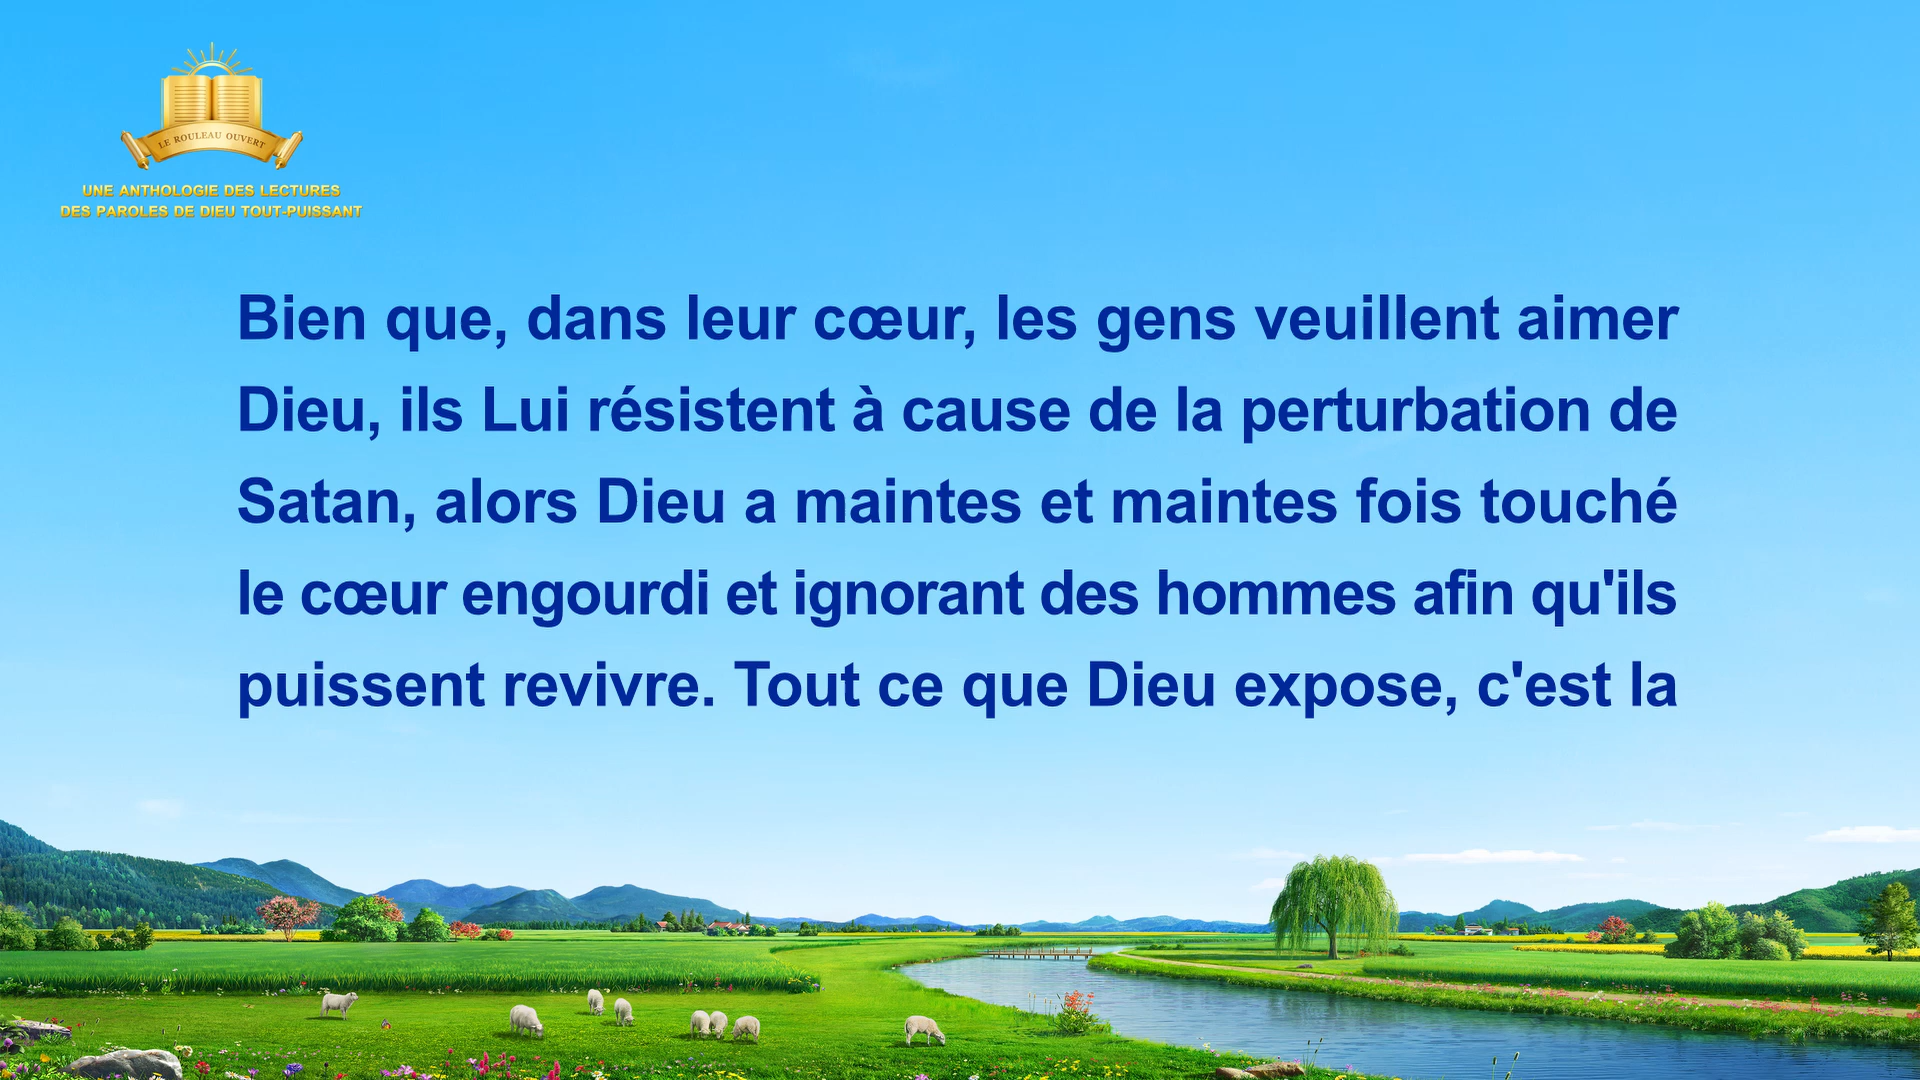 LE ROULEAU OUVERT
UNE ANTHOLOGIE DES LECTURES
DES PAROLES DE DIEU TOUT-PUISSANT
Bien que, dans leur cœur, les gens veuillent aimer
Dieu, ils Lui résistent à cause de la perturbation de
Satan, alors Dieu a maintes et maintes fois touché
le cœur engourdi et ignorant des hommes afin qu'ils
puissent revivre. Tout ce que Dieu expose, c'est la